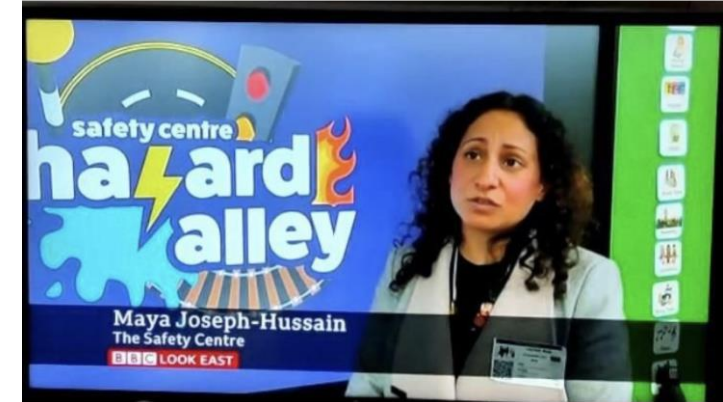 safety centre
hazard
alley
Maya Joseph-Hussain
The Safety Centre
BBC LOOK EAST